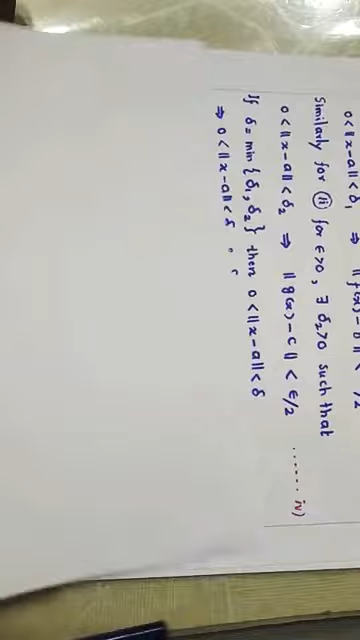 0 < ||x-a|| < δ₁ ⇒ ||f(x) - b || <
Similarly for (ii) for ε>0, ∃ δ₂>0 such that
0 < ||x-a|| < δ₂ ⇒ || g(x) - c || < ε/2 ....... iv)
If δ = min {δ₁, δ₂} then 0 < ||x-a|| < δ
⇒ 0 < ||x-a|| < δ